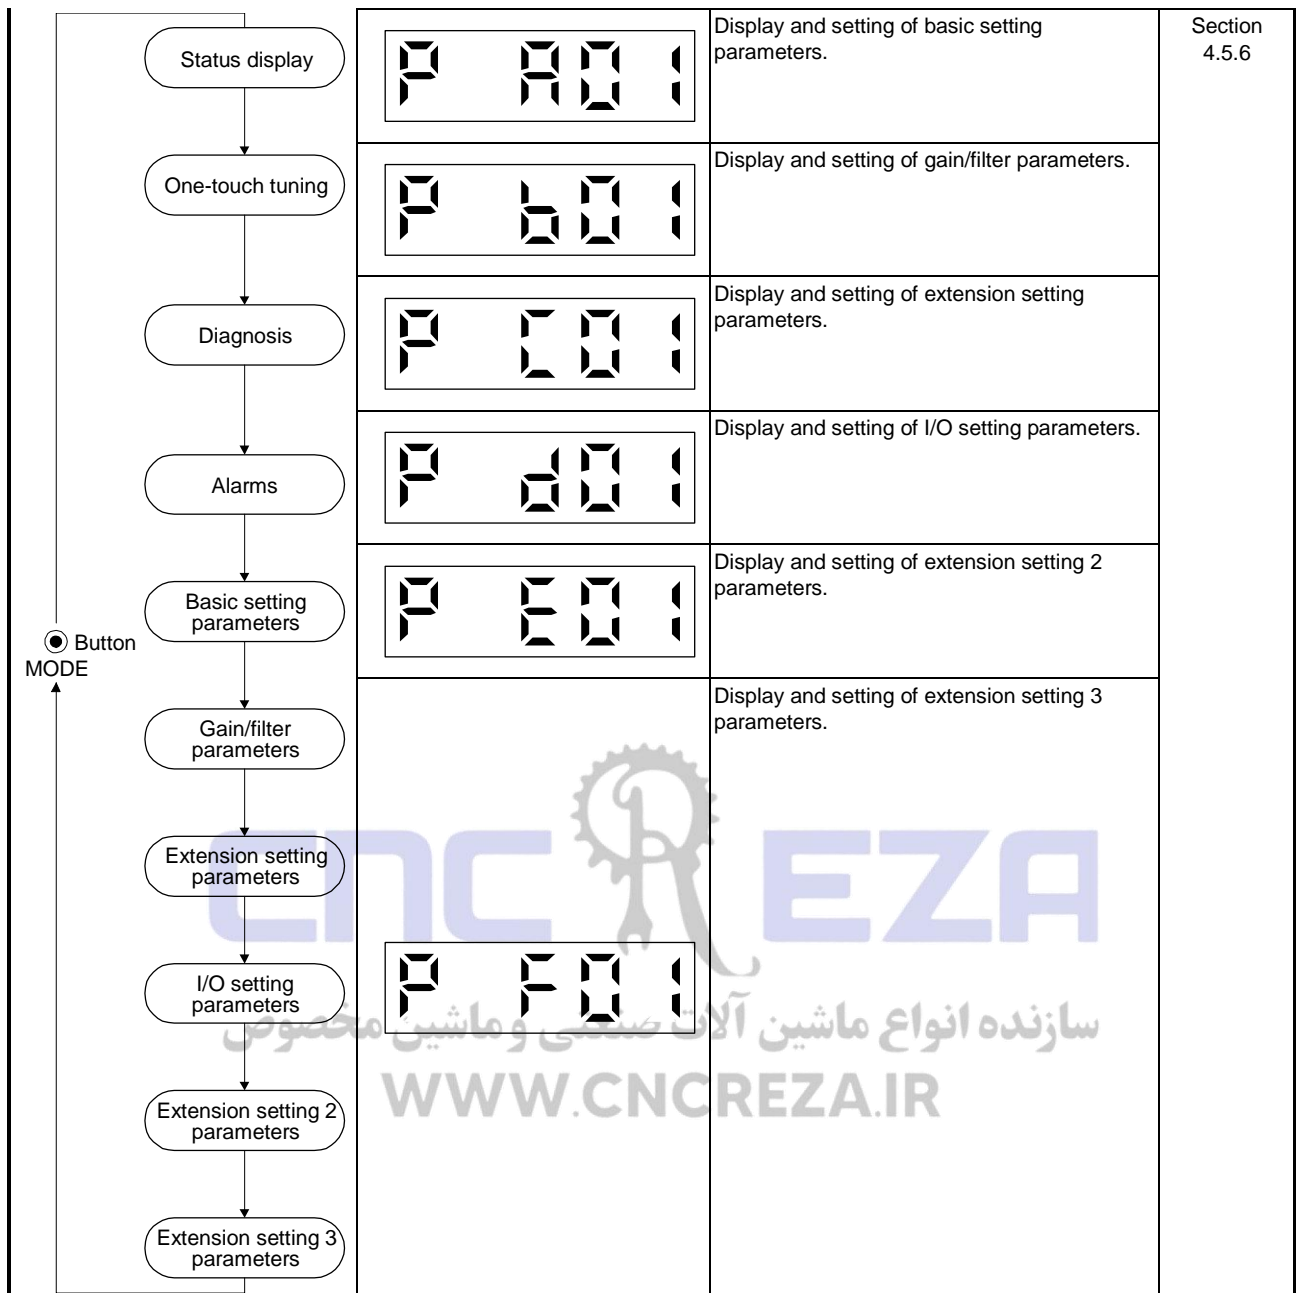 Status display
One-touch tuning
Diagnosis
Alarms
Basic setting
parameters
Button
MODE
Gain/filter
parameters
Extension setting
parameters
I/O setting
parameters
Extension setting 2
parameters
Extension setting 3
parameters
P A01
Display and setting of basic setting
parameters.
Section
4.5.6
P b01
Display and setting of gain/filter parameters.
P C01
Display and setting of extension setting
parameters.
P d01
Display and setting of I/O setting parameters.
P E01
Display and setting of extension setting 2
parameters.
P F01
Display and setting of extension setting 3
parameters.
CNC REZA
سازنده انواع ماشین آلات صنعتی و ماشین مخصوص
WWW.CNCREZA.IR